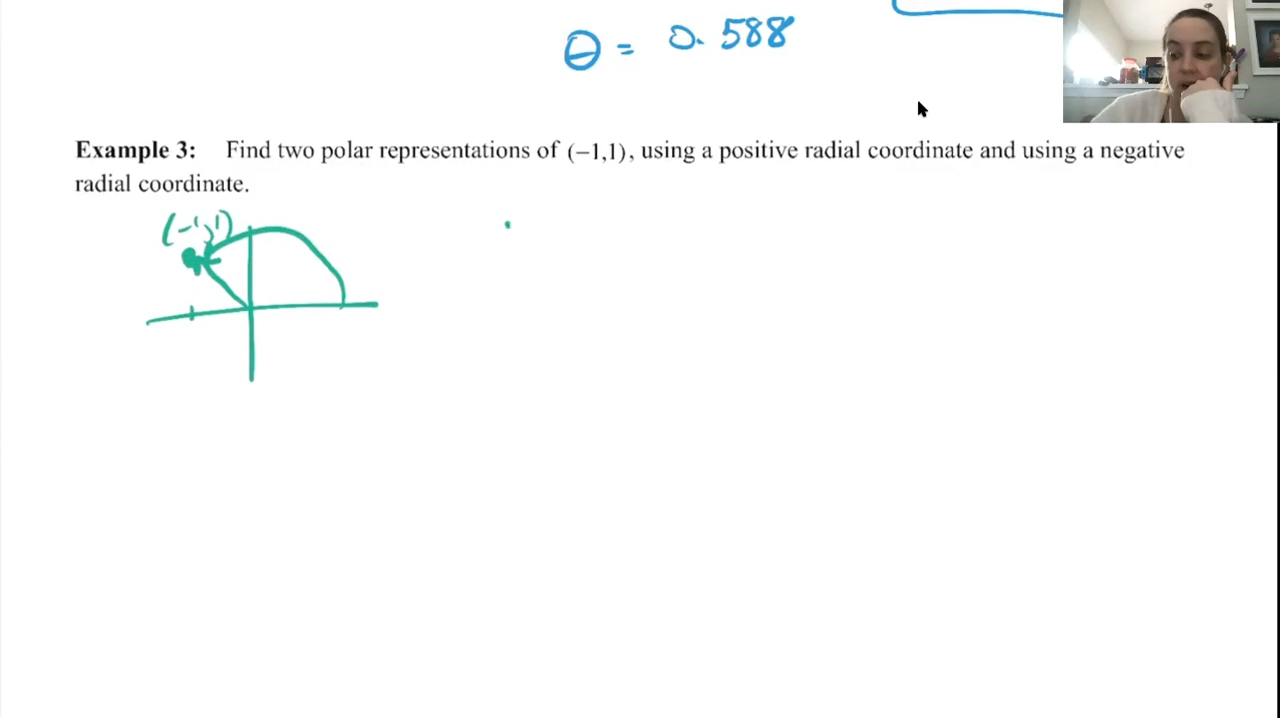 θ = 0.588
Example 3: Find two polar representations of (−1,1), using a positive radial coordinate and using a negative
radial coordinate.
(-1,1)